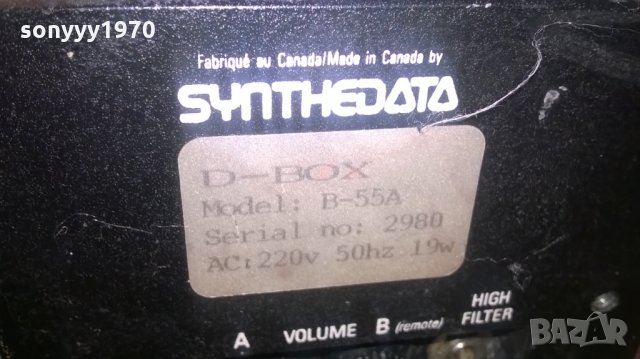 sonyyy1970
Fabriqué au Canada/Made in Canada by
SYNTHEDATA
D-BOX
Model: B-55A
Serial no: 2980
AC:220v 50hz 19w
A VOLUME B (remote) HIGH FILTER
BAZAR